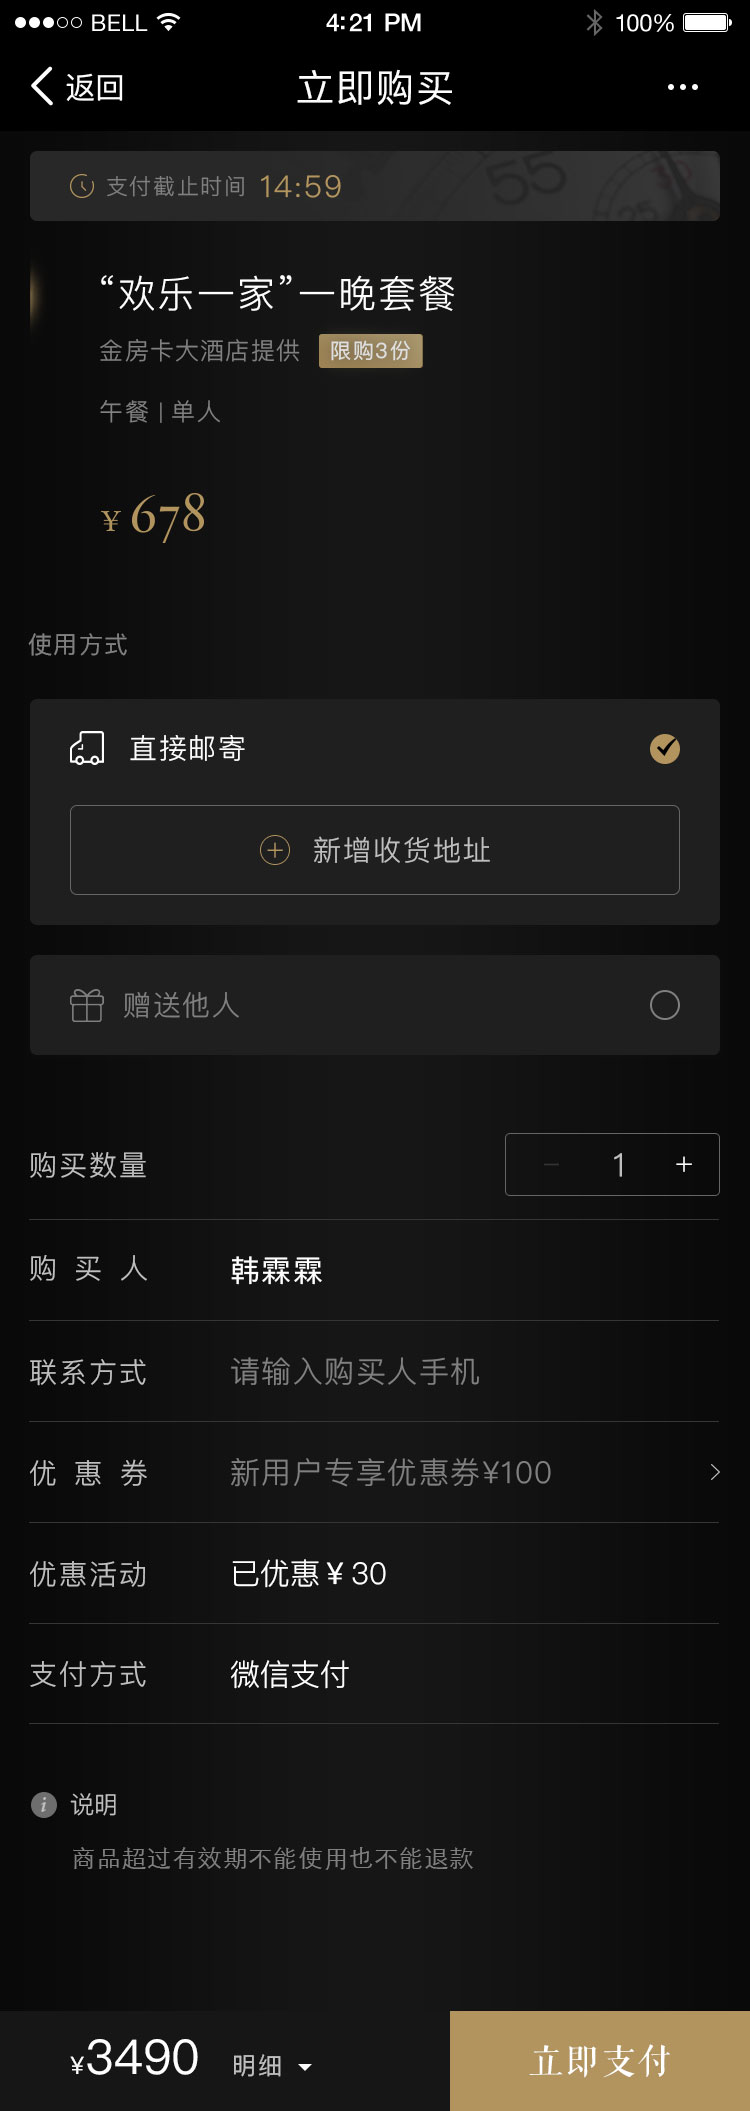 BELL 4:21 PM 100%
返回 立即购买
支付截止时间 14:59
55
25
“欢乐一家”一晚套餐
金房卡大酒店提供 限购3份
午餐 | 单人
¥ 678
使用方式
直接邮寄
新增收货地址
赠送他人
购买数量 － 1 +
购买人 韩霖霖
联系方式 请输入购买人手机
优惠券 新用户专享优惠券¥100
优惠活动 已优惠 ¥ 30
支付方式 微信支付
i 说明
商品超过有效期不能使用也不能退款
¥3490 明细 立即支付